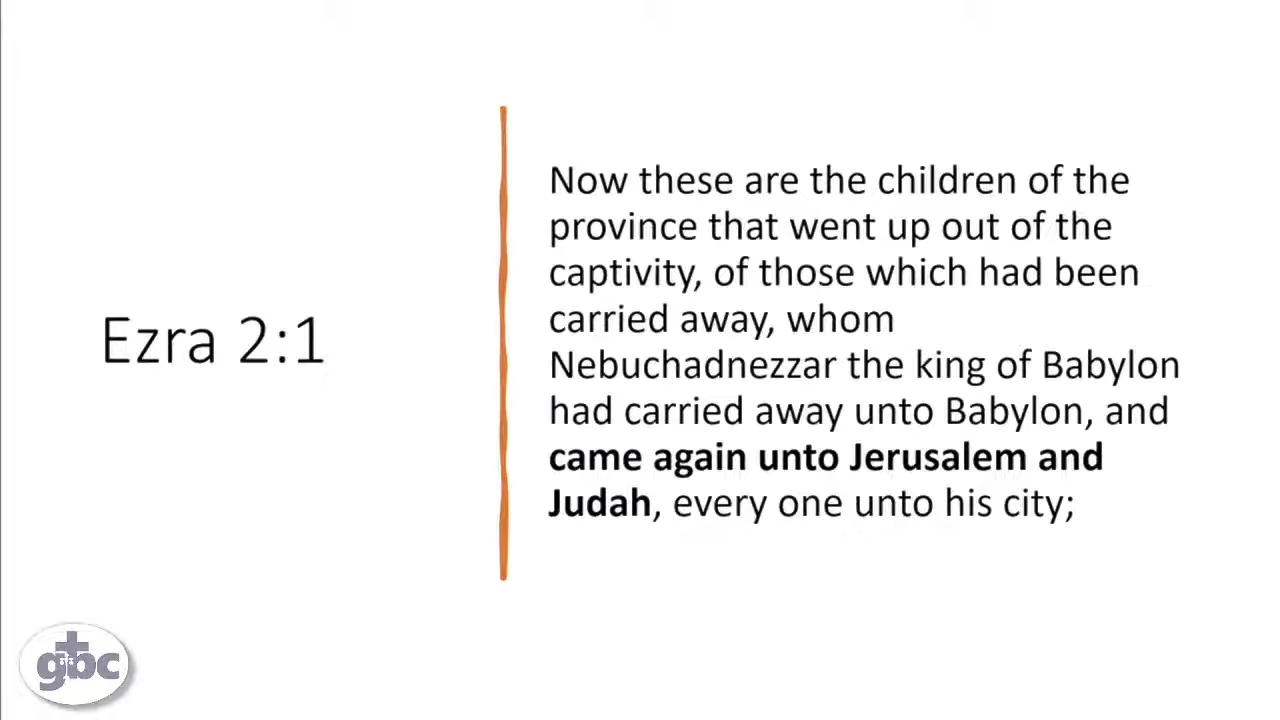 Ezra 2:1
Now these are the children of the
province that went up out of the
captivity, of those which had been
carried away, whom
Nebuchadnezzar the king of Babylon
had carried away unto Babylon, and
came again unto Jerusalem and
Judah, every one unto his city;
gbc